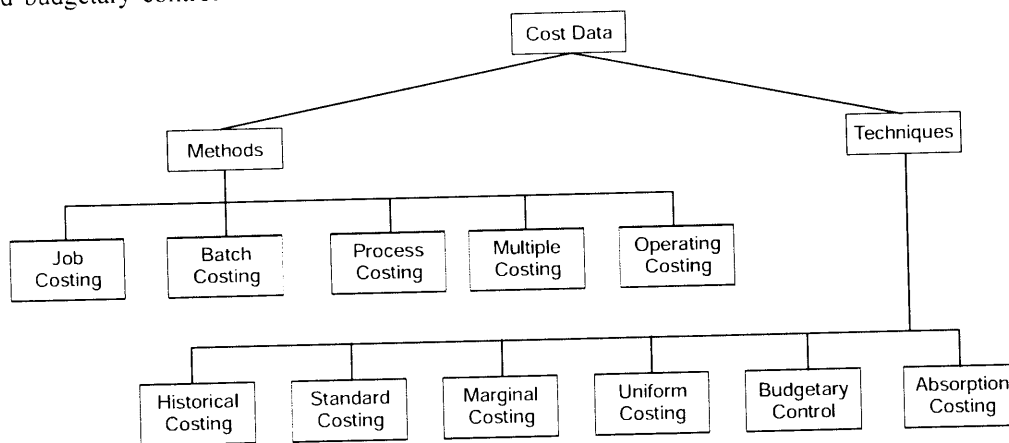 d budgetary control
Cost Data
Methods
Techniques
Job
Costing
Batch
Costing
Process
Costing
Multiple
Costing
Operating
Costing
Historical
Costing
Standard
Costing
Marginal
Costing
Uniform
Costing
Budgetary
Control
Absorption
Costing